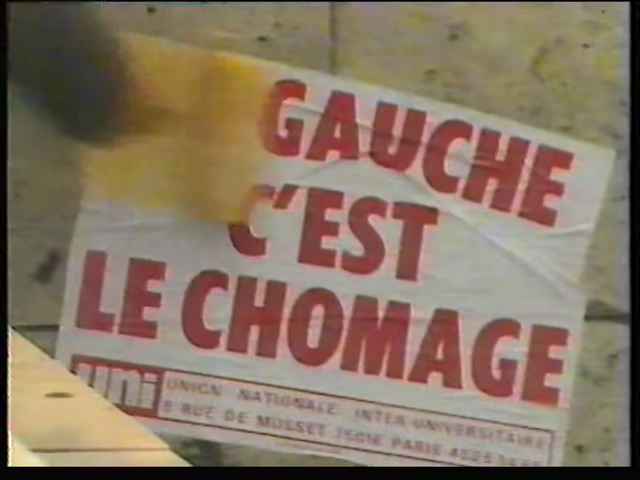 GAUCHE
C'EST
LE CHOMAGE
uni
UNION NATIONALE INTER-UNIVERSITAIRE
8 RUE DE MUSSET 75016 PARIS